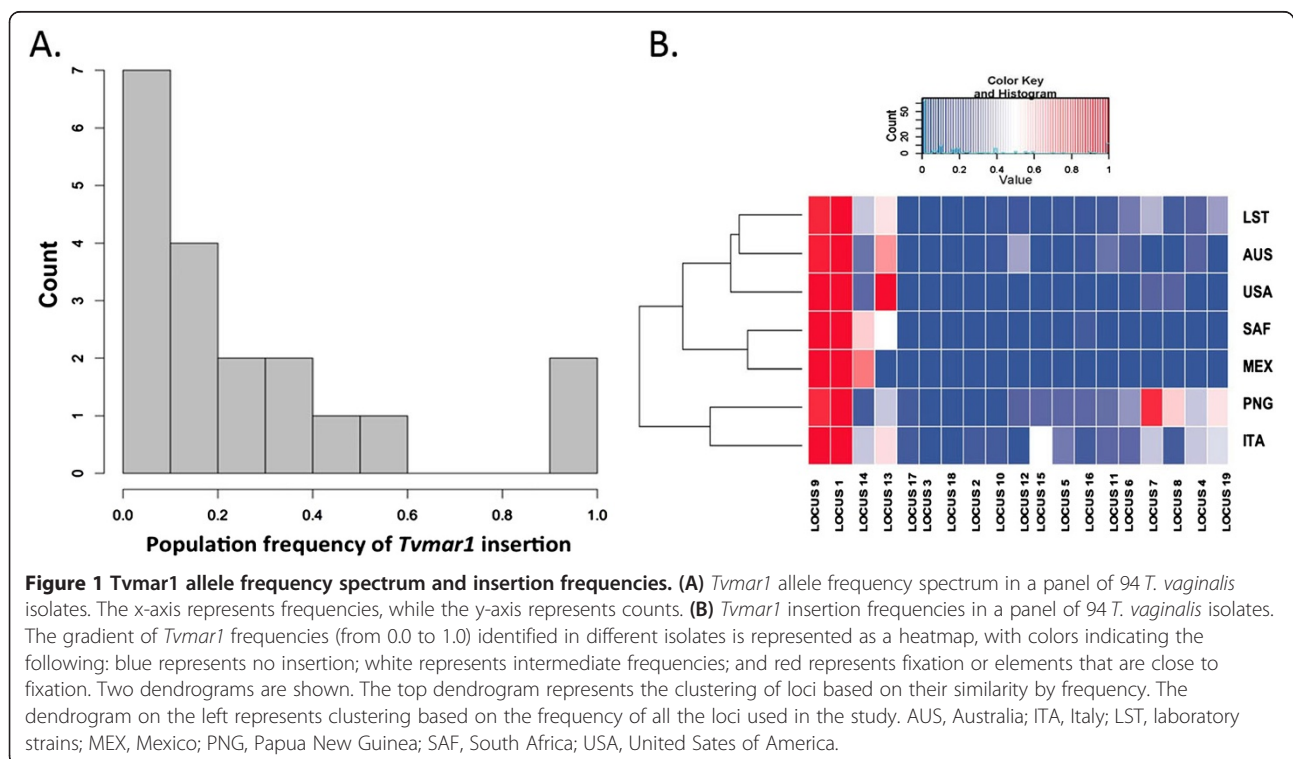 A.
7
6
5
4
3
2
1
0
Count
0.0 0.2 0.4 0.6 0.8 1.0
Population frequency of Tvmar1 insertion
B.
Color Key
and Histogram
Count
0 20 50
0 0.2 0.4 0.6 0.8 1
Value
LST
AUS
USA
SAF
MEX
PNG
ITA
LOCUS 9
LOCUS 1
LOCUS 14
LOCUS 13
LOCUS 17
LOCUS 3
LOCUS 18
LOCUS 2
LOCUS 10
LOCUS 12
LOCUS 15
LOCUS 5
LOCUS 16
LOCUS 11
LOCUS 6
LOCUS 7
LOCUS 8
LOCUS 4
LOCUS 19
Figure 1 Tvmar1 allele frequency spectrum and insertion frequencies. (A) Tvmar1 allele frequency spectrum in a panel of 94 T. vaginalis
isolates. The x-axis represents frequencies, while the y-axis represents counts. (B) Tvmar1 insertion frequencies in a panel of 94 T. vaginalis isolates.
The gradient of Tvmar1 frequencies (from 0.0 to 1.0) identified in different isolates is represented as a heatmap, with colors indicating the
following: blue represents no insertion; white represents intermediate frequencies; and red represents fixation or elements that are close to
fixation. Two dendrograms are shown. The top dendrogram represents the clustering of loci based on their similarity by frequency. The
dendrogram on the left represents clustering based on the frequency of all the loci used in the study. AUS, Australia; ITA, Italy; LST, laboratory
strains; MEX, Mexico; PNG, Papua New Guinea; SAF, South Africa; USA, United Sates of America.